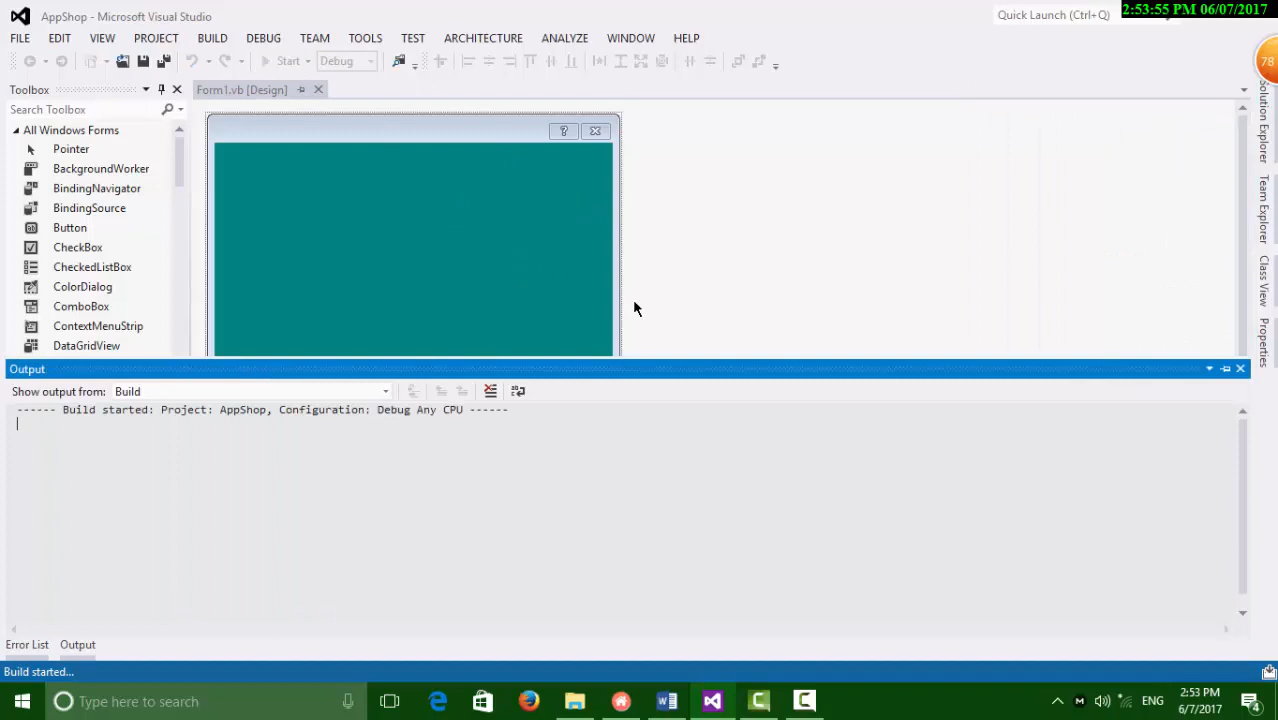 AppShop - Microsoft Visual Studio
Quick Launch (Ctrl+Q)
2:53:55 PM 06/07/2017
FILE EDIT VIEW PROJECT BUILD DEBUG TEAM TOOLS TEST ARCHITECTURE ANALYZE WINDOW HELP
Start Debug
78
Toolbox
Form1.vb [Design]
Search Toolbox
All Windows Forms
Pointer
BackgroundWorker
BindingNavigator
BindingSource
Button
CheckBox
CheckedListBox
ColorDialog
ComboBox
ContextMenuStrip
DataGridView
Solution Explorer
Team Explorer
Class View
Properties
Output
Show output from: Build
------ Build started: Project: AppShop, Configuration: Debug Any CPU ------
Error List Output
Build started...
Type here to search
ENG
2:53 PM
6/7/2017
4